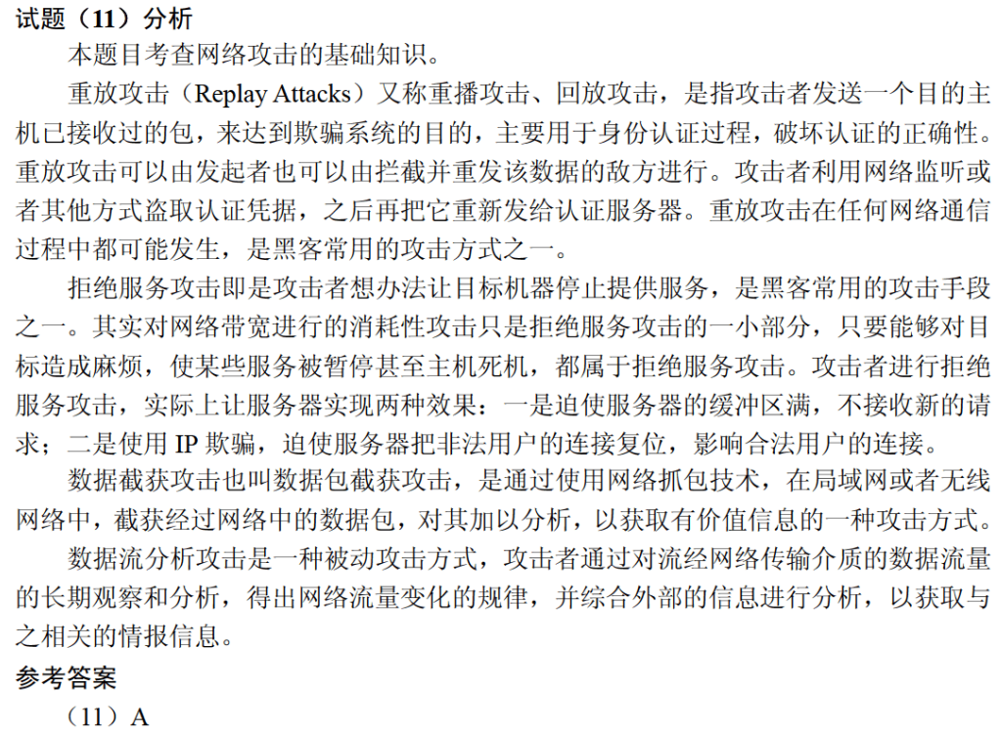 试题（11）分析
本题目考查网络攻击的基础知识。
重放攻击（Replay Attacks）又称重播攻击、回放攻击，是指攻击者发送一个目的主
机已接收过的包，来达到欺骗系统的目的，主要用于身份认证过程，破坏认证的正确性。
重放攻击可以由发起者也可以由拦截并重发该数据的敌方进行。攻击者利用网络监听或
者其他方式盗取认证凭据，之后再把它重新发给认证服务器。重放攻击在任何网络通信
过程中都可能发生，是黑客常用的攻击方式之一。
拒绝服务攻击即是攻击者想办法让目标机器停止提供服务，是黑客常用的攻击手段
之一。其实对网络带宽进行的消耗性攻击只是拒绝服务攻击的一小部分，只要能够对目
标造成麻烦，使某些服务被暂停甚至主机死机，都属于拒绝服务攻击。攻击者进行拒绝
服务攻击，实际上让服务器实现两种效果：一是迫使服务器的缓冲区满，不接收新的请
求；二是使用 IP 欺骗，迫使服务器把非法用户的连接复位，影响合法用户的连接。
数据截获攻击也叫数据包截获攻击，是通过使用网络抓包技术，在局域网或者无线
网络中，截获经过网络中的数据包，对其加以分析，以获取有价值信息的一种攻击方式。
数据流分析攻击是一种被动攻击方式，攻击者通过对流经网络传输介质的数据流量
的长期观察和分析，得出网络流量变化的规律，并综合外部的信息进行分析，以获取与
之相关的情报信息。
参考答案
（11）A